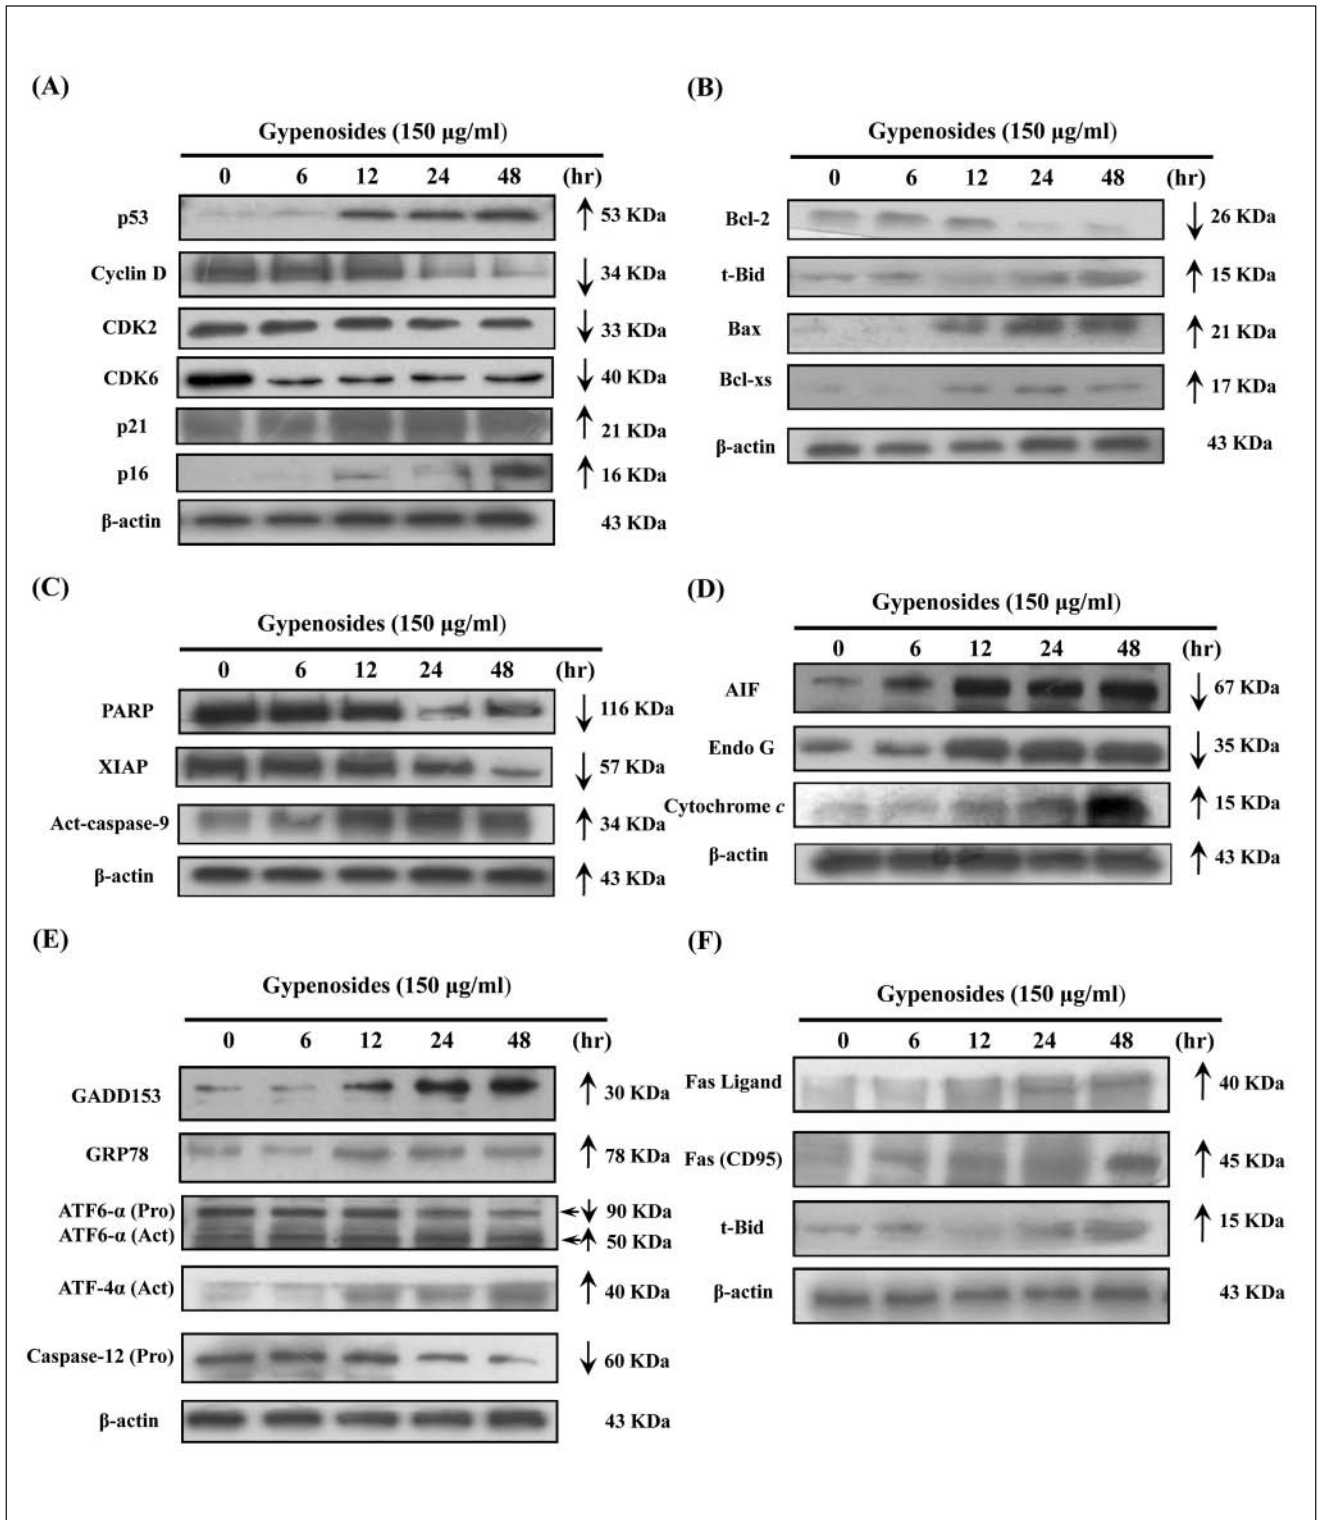 (A)
Gypenosides (150 μg/ml)
0 6 12 24 48 (hr)
p53 ↑ 53 KDa
Cyclin D ↓ 34 KDa
CDK2 ↓ 33 KDa
CDK6 ↓ 40 KDa
p21 ↑ 21 KDa
p16 ↑ 16 KDa
β-actin 43 KDa
(B)
Gypenosides (150 μg/ml)
0 6 12 24 48 (hr)
Bcl-2 ↓ 26 KDa
t-Bid ↑ 15 KDa
Bax ↑ 21 KDa
Bcl-xs ↑ 17 KDa
β-actin 43 KDa
(C)
Gypenosides (150 μg/ml)
0 6 12 24 48 (hr)
PARP ↓ 116 KDa
XIAP ↓ 57 KDa
Act-caspase-9 ↑ 34 KDa
β-actin ↑ 43 KDa
(D)
Gypenosides (150 μg/ml)
0 6 12 24 48 (hr)
AIF ↓ 67 KDa
Endo G ↓ 35 KDa
Cytochrome c ↑ 15 KDa
β-actin ↑ 43 KDa
(E)
Gypenosides (150 μg/ml)
0 6 12 24 48 (hr)
GADD153 ↑ 30 KDa
GRP78 ↑ 78 KDa
ATF6-α (Pro) ↓ 90 KDa
ATF6-α (Act) ↑ 50 KDa
ATF-4α (Act) ↑ 40 KDa
Caspase-12 (Pro) ↓ 60 KDa
β-actin 43 KDa
(F)
Gypenosides (150 μg/ml)
0 6 12 24 48 (hr)
Fas Ligand ↑ 40 KDa
Fas (CD95) ↑ 45 KDa
t-Bid ↑ 15 KDa
β-actin 43 KDa